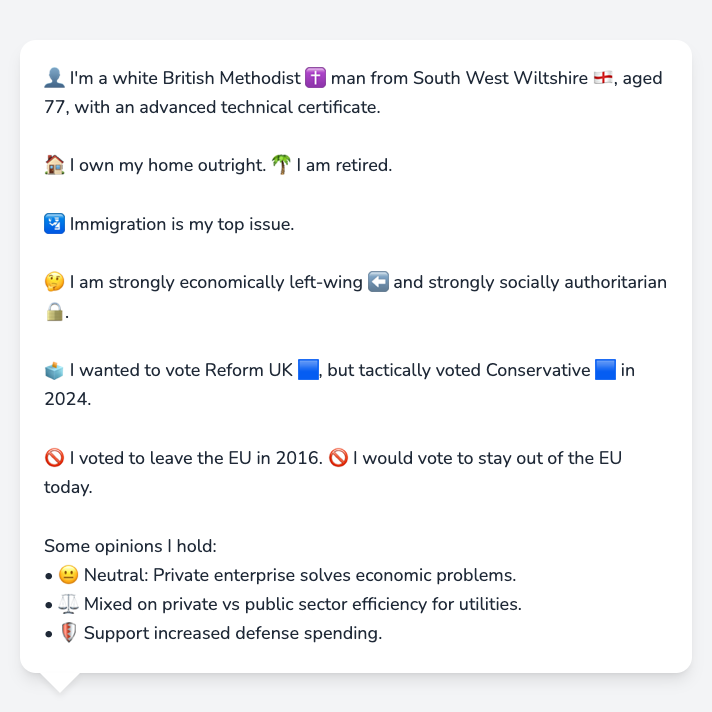 👤 I'm a white British Methodist ✝️ man from South West Wiltshire 🏴󠁧󠁢󠁥󠁮󠁧󠁿, aged
77, with an advanced technical certificate.
🏠 I own my home outright. 🌴 I am retired.
🛂 Immigration is my top issue.
🤔 I am strongly economically left-wing ⬅️ and strongly socially authoritarian
🔒.
🗳️ I wanted to vote Reform UK 🟦, but tactically voted Conservative 🟦 in
2024.
🚫 I voted to leave the EU in 2016. 🚫 I would vote to stay out of the EU
today.
Some opinions I hold:
• 😐 Neutral: Private enterprise solves economic problems.
• ⚖️ Mixed on private vs public sector efficiency for utilities.
• 🛡️ Support increased defense spending.